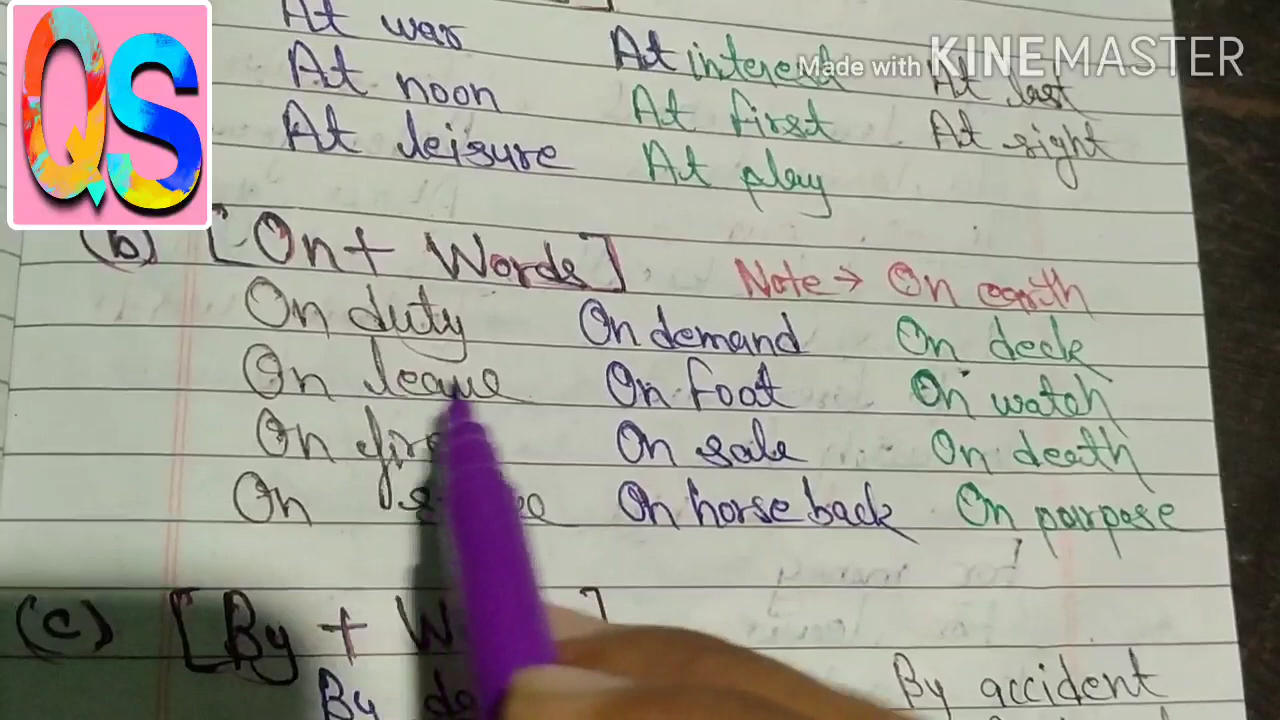 QS
Made with KINEMASTER
At war At interest At last
At noon At first At sight
At leisure At play
(b) [On + Words] Note → On earth
On duty On demand On deck
On leave On foot On watch
On fire On sale On death
On On horse back On purpose
(c) [By +
By By accident